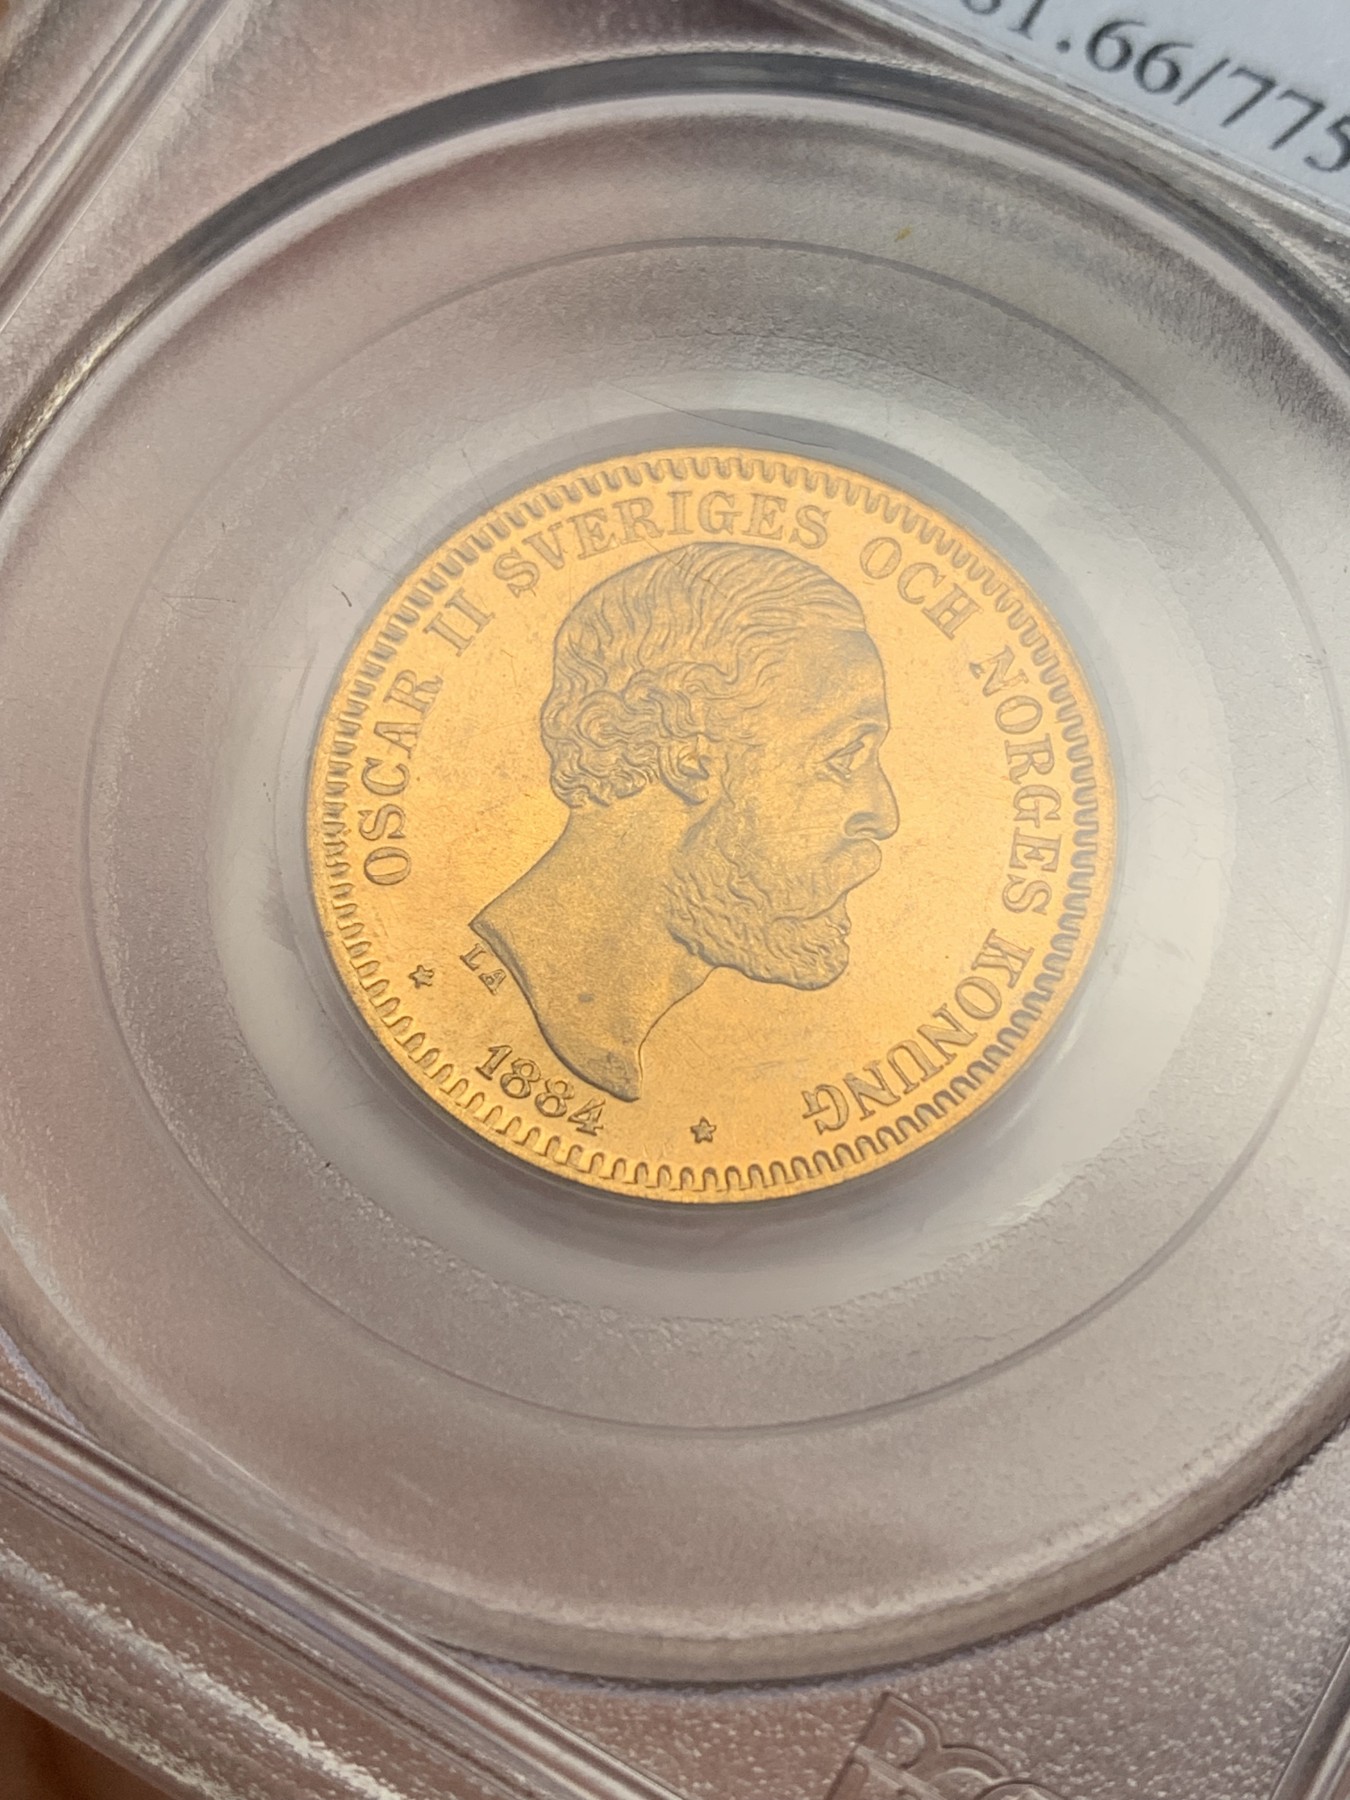 .66/775
OSCAR II SVERIGES OCH NORGES KONUNG
LA
1884